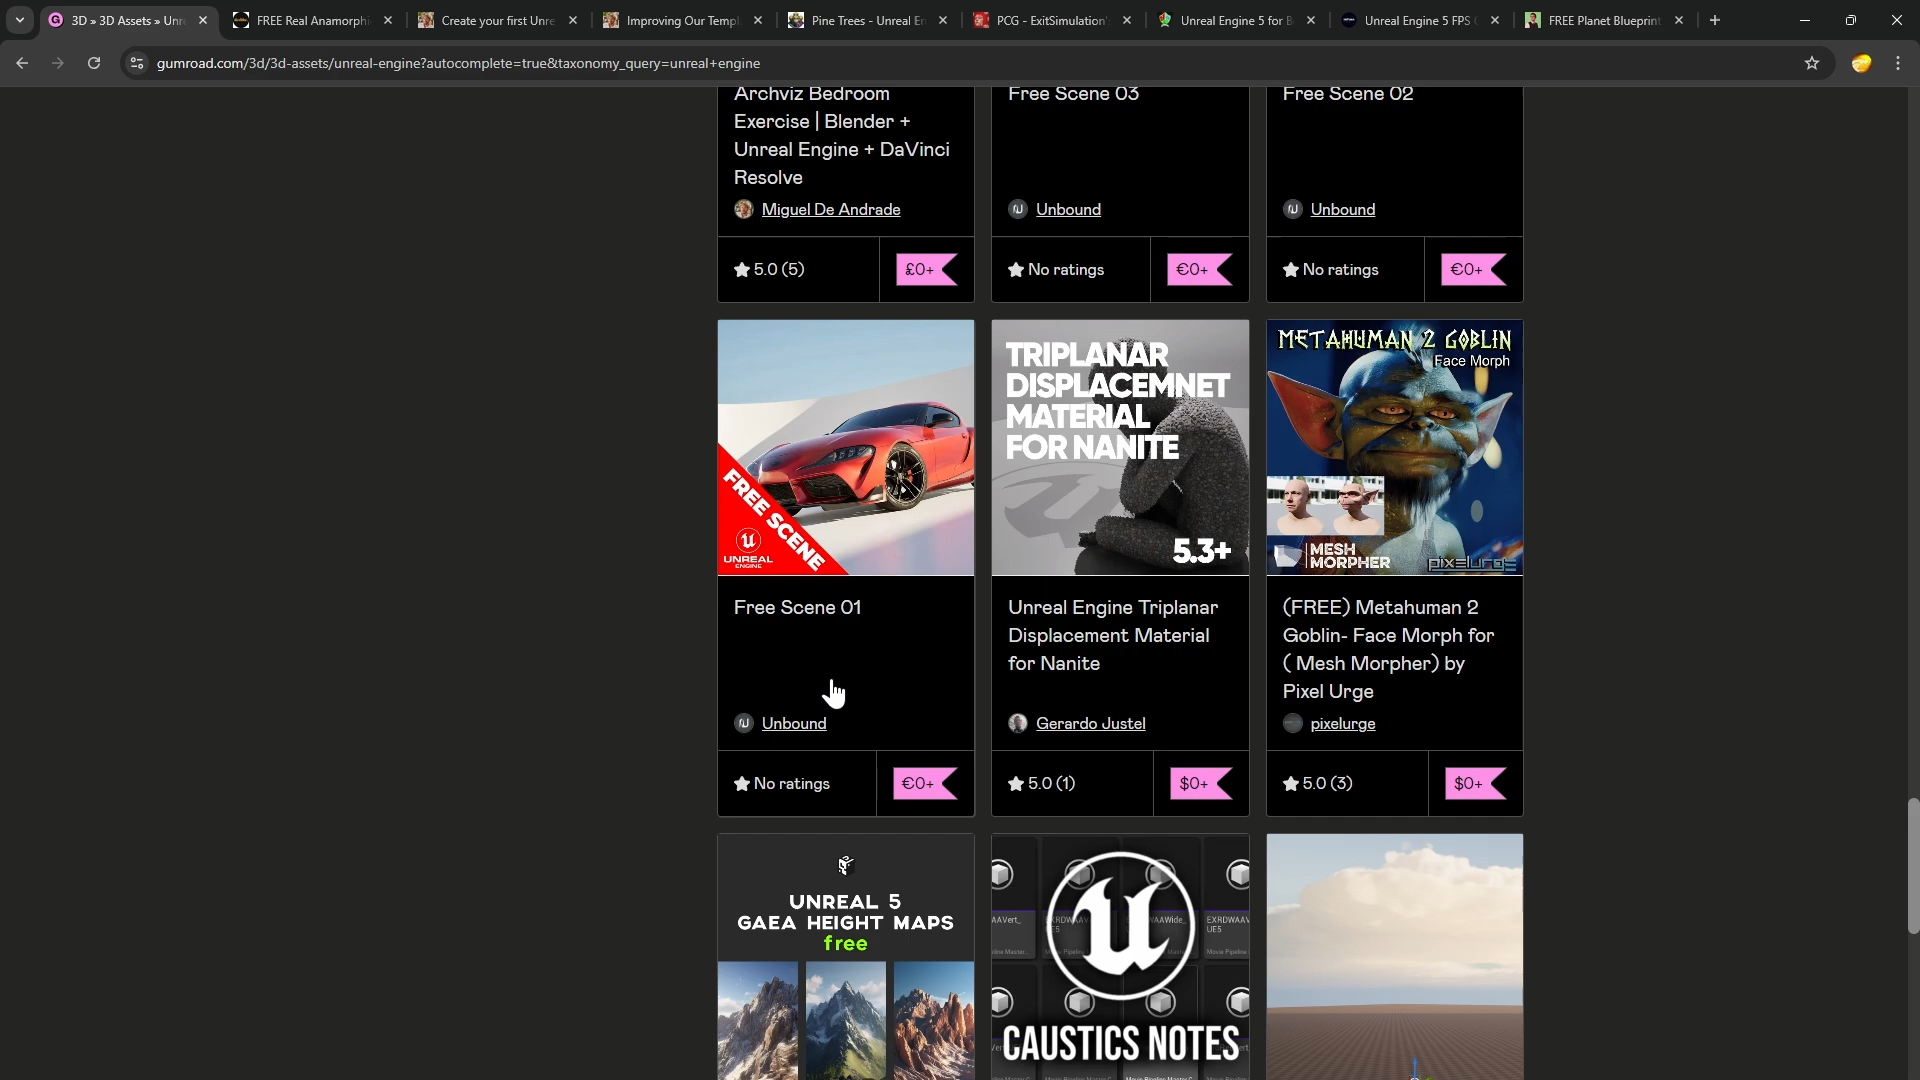 3D » 3D Assets » Unre
FREE Real Anamorphi
Create your first Unre
Improving Our Templ
Pine Trees - Unreal En
PCG - ExitSimulation'
Unreal Engine 5 for B
Unreal Engine 5 FPS
FREE Planet Blueprint
gumroad.com/3d/3d-assets/unreal-engine?autocomplete=true&taxonomy_query=unreal+engine
Archviz Bedroom
Exercise | Blender +
Unreal Engine + DaVinci
Resolve
Miguel De Andrade
5.0 (5)
£0+
Free Scene 03
Unbound
No ratings
€0+
Free Scene 02
Unbound
No ratings
€0+
FREE SCENE
UNREAL
ENGINE
Free Scene 01
Unbound
No ratings
€0+
TRIPLANAR
DISPLACEMNET
MATERIAL
FOR NANITE
5.3+
Unreal Engine Triplanar
Displacement Material
for Nanite
Gerardo Justel
5.0 (1)
$0+
METAHUMAN 2 GOBLIN
Face Morph
MESH
MORPHER
PIXELURGE
(FREE) Metahuman 2
Goblin- Face Morph for
( Mesh Morpher) by
Pixel Urge
pixelurge
5.0 (3)
$0+
UNREAL 5
GAEA HEIGHT MAPS
free
CAUSTICS NOTES